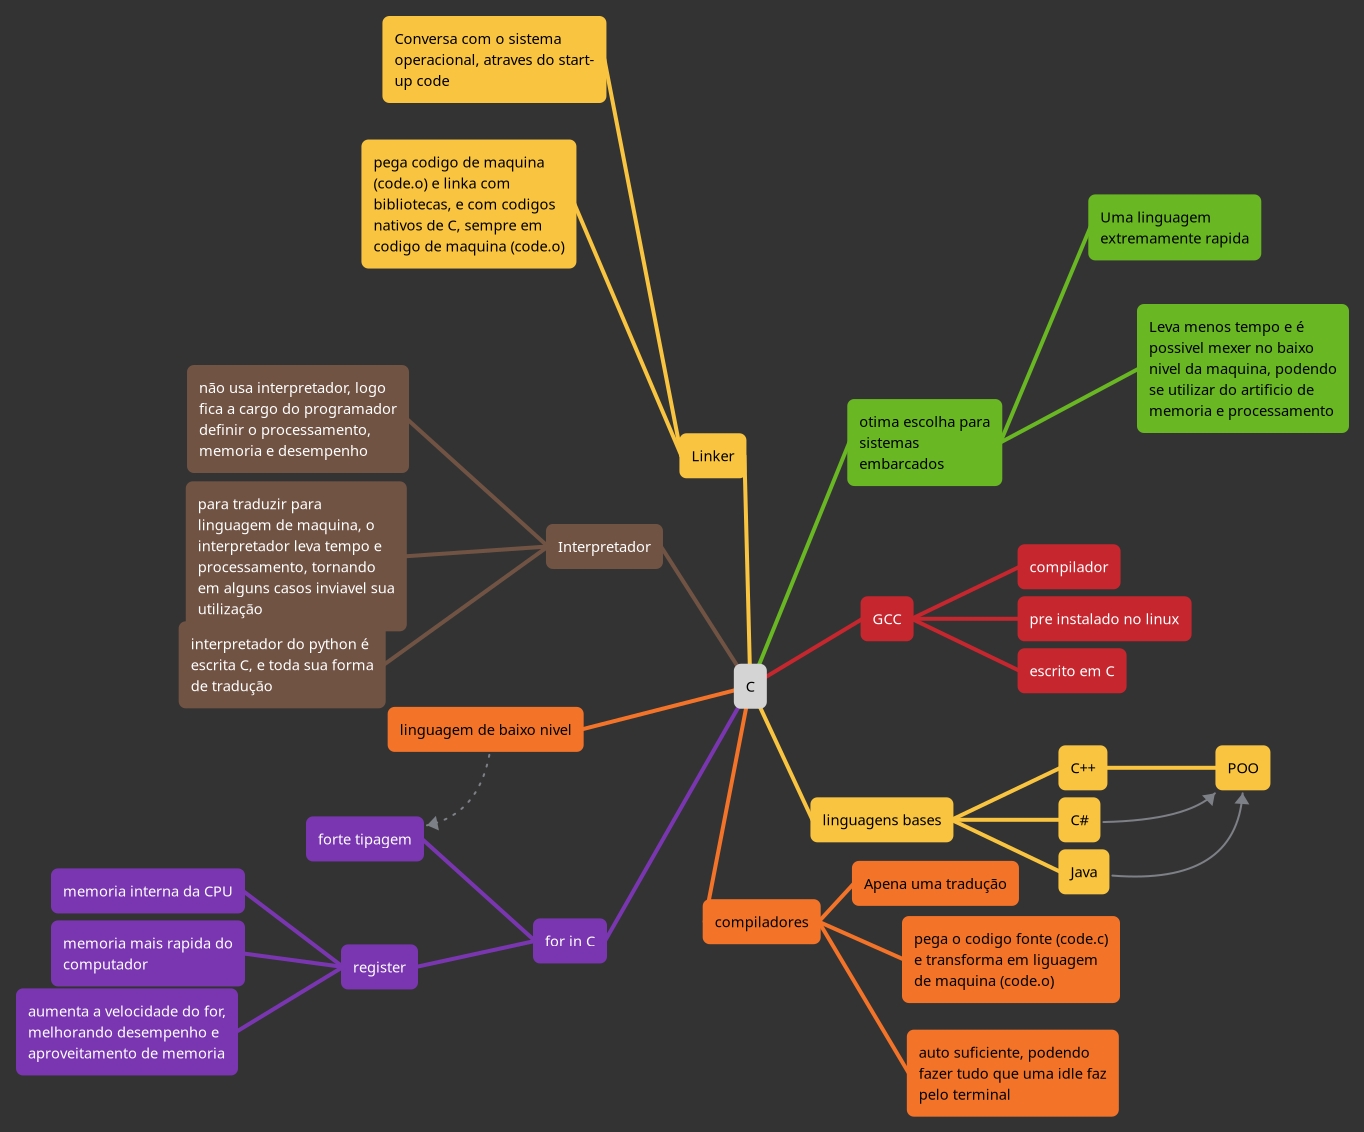 Conversa com o sistema
operacional, atraves do start-
up code
pega codigo de maquina
(code.o) e linka com
bibliotecas, e com codigos
nativos de C, sempre em
codigo de maquina (code.o)
Linker
Uma linguagem
extremamente rapida
Leva menos tempo e é
possivel mexer no baixo
nivel da maquina, podendo
se utilizar do artificio de
memoria e processamento
otima escolha para
sistemas
embarcados
não usa interpretador, logo
fica a cargo do programador
definir o processamento,
memoria e desempenho
para traduzir para
linguagem de maquina, o
interpretador leva tempo e
processamento, tornando
em alguns casos inviavel sua
utilização
interpretador do python é
escrita C, e toda sua forma
de tradução
Interpretador
GCC
compilador
pre instalado no linux
escrito em C
C
linguagem de baixo nivel
forte tipagem
memoria interna da CPU
memoria mais rapida do
computador
aumenta a velocidade do for,
melhorando desempenho e
aproveitamento de memoria
register
for in C
linguagens bases
C++
POO
C#
Java
compiladores
Apena uma tradução
pega o codigo fonte (code.c)
e transforma em liguagem
de maquina (code.o)
auto suficiente, podendo
fazer tudo que uma idle faz
pelo terminal